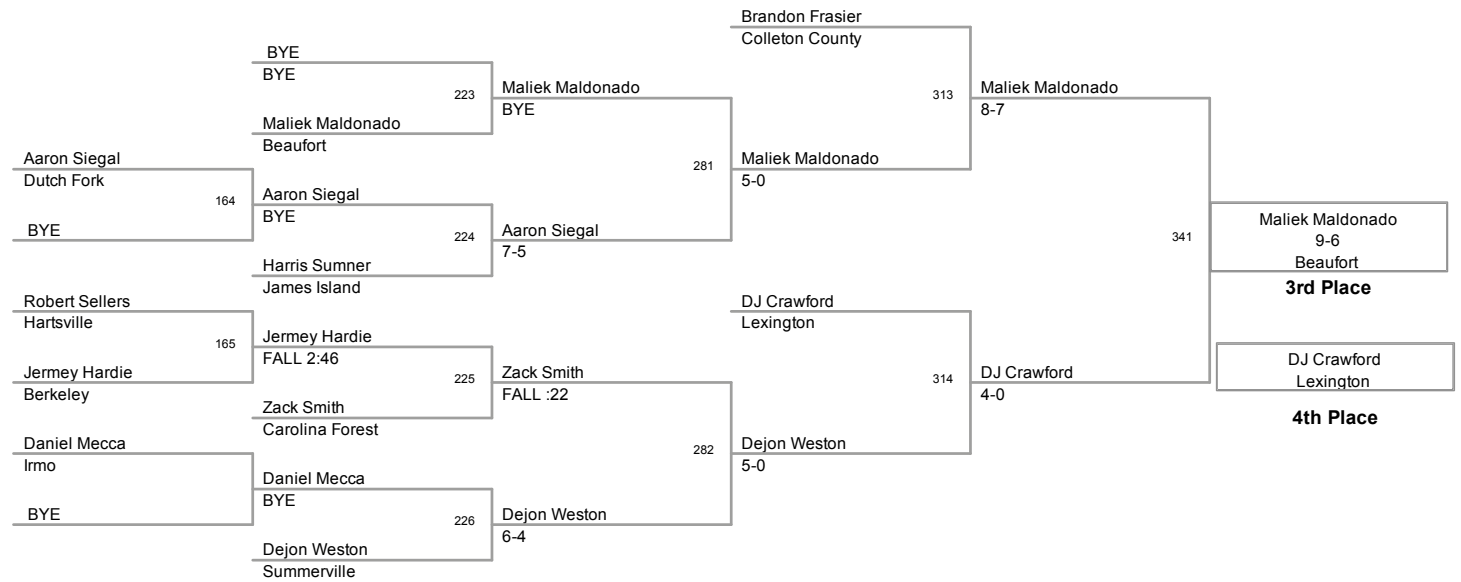 Brandon Frasier
Colleton County
BYE
BYE
223
Maliek Maldonado
BYE
313
Maliek Maldonado
8-7
Maliek Maldonado
Beaufort
Aaron Siegal
Dutch Fork
281
Maliek Maldonado
5-0
164
Aaron Siegal
BYE
BYE
224
Aaron Siegal
7-5
341
Maliek Maldonado
9-6
Beaufort
3rd Place
Harris Sumner
James Island
Robert Sellers
Hartsville
DJ Crawford
Lexington
165
Jermey Hardie
FALL 2:46
Jermey Hardie
Berkeley
225
Zack Smith
FALL :22
314
DJ Crawford
4-0
DJ Crawford
Lexington
4th Place
Zack Smith
Carolina Forest
Daniel Mecca
Irmo
282
Dejon Weston
5-0
Daniel Mecca
BYE
BYE
226
Dejon Weston
6-4
Dejon Weston
Summerville